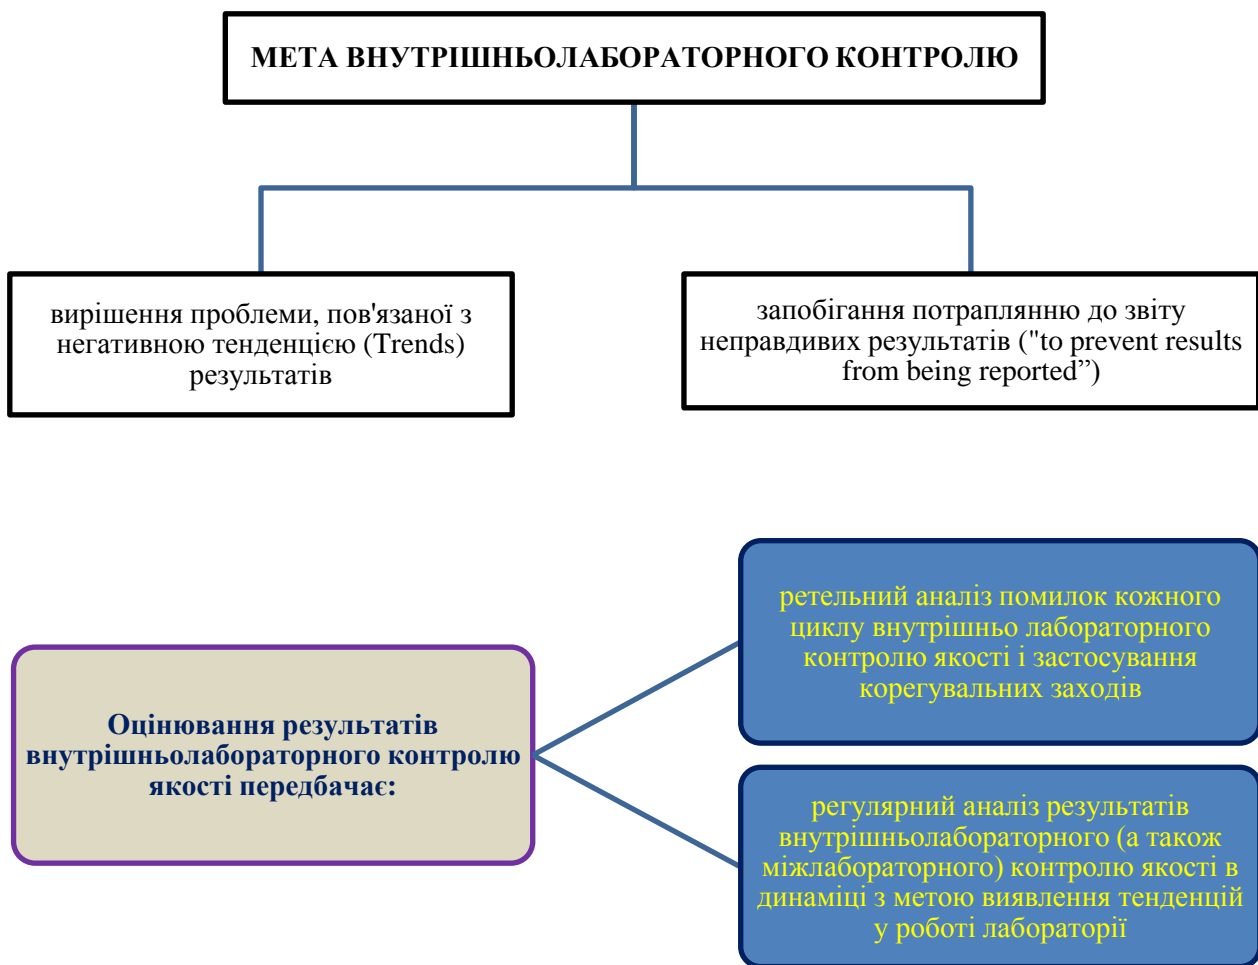 МЕТА ВНУТРІШНЬОЛАБОРАТОРНОГО КОНТРОЛЮ
вирішення проблеми, пов'язаної з
негативною тенденцією (Trends)
результатів
запобігання потраплянню до звіту
неправдивих результатів ("to prevent results
from being reported”)
Оцінювання результатів
внутрішньолабораторного контролю
якості передбачає:
ретельний аналіз помилок кожного
циклу внутрішньо лабораторного
контролю якості і застосування
корегувальних заходів
регулярний аналіз результатів
внутрішньолабораторного (а також
міжлабораторного) контролю якості в
динаміці з метою виявлення тенденцій
у роботі лабораторії